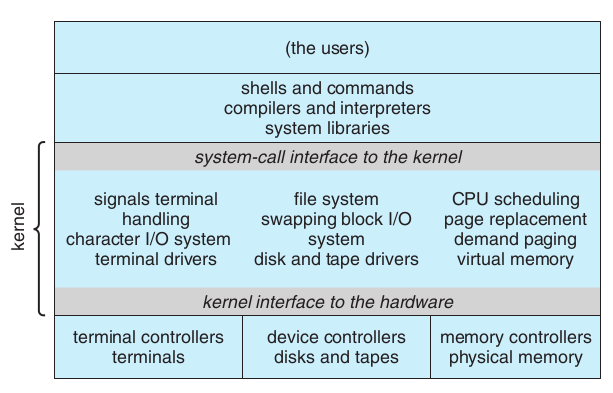 (the users)
shells and commands
compilers and interpreters
system libraries
kernel
system-call interface to the kernel
signals terminal
handling
character I/O system
terminal drivers
file system
swapping block I/O
system
disk and tape drivers
CPU scheduling
page replacement
demand paging
virtual memory
kernel interface to the hardware
terminal controllers
terminals
device controllers
disks and tapes
memory controllers
physical memory